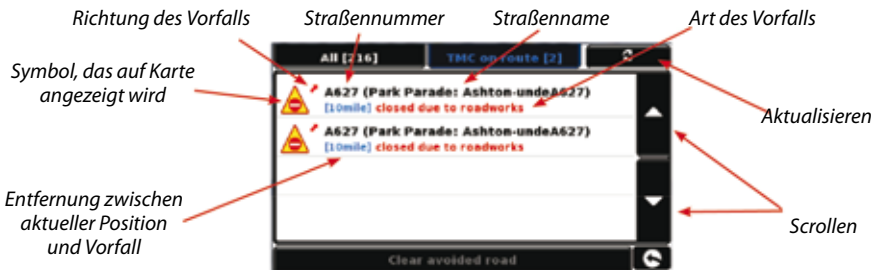 Richtung des Vorfalls
Straßennummer
Straßenname
Art des Vorfalls
Symbol, das auf Karte
angezeigt wird
All [216]
TMC on route [2]
A627 (Park Parade: Ashton-undeA627)
[10mile] closed due to roadworks
Aktualisieren
A627 (Park Parade: Ashton-undeA627)
[10mile] closed due to roadworks
Entfernung zwischen
aktueller Position
und Vorfall
Scrollen
Clear avoided road